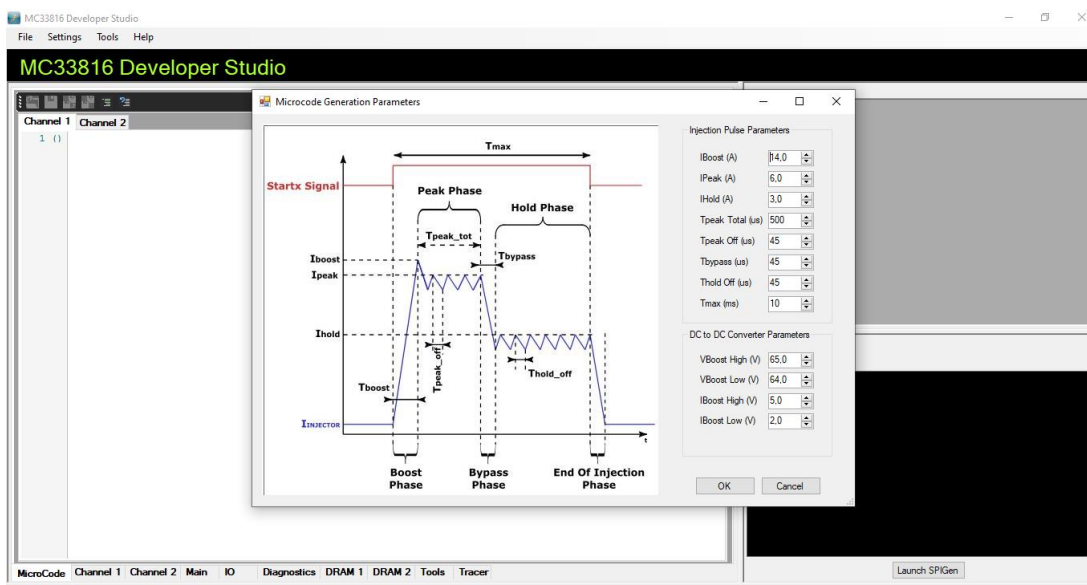 MC33816 Developer Studio
File Settings Tools Help
MC33816 Developer Studio
Channel 1 Channel 2
1 ()
Microcode Generation Parameters
Tmax
Startx Signal
Peak Phase
Hold Phase
Tpeak_tot
Tbypass
Iboost
Ipeak
Ihold
Tpeak_off
Thold_off
Tboost
IINJECTOR
t
Boost Phase
Bypass Phase
End Of Injection Phase
Injection Pulse Parameters
IBoost (A) 14,0
IPeak (A) 6,0
IHold (A) 3,0
Tpeak Total (us) 500
Tpeak Off (us) 45
Tbypass (us) 45
Thold Off (us) 45
Tmax (ms) 10
DC to DC Converter Parameters
VBoost High (V) 65,0
VBoost Low (V) 64,0
IBoost High (V) 5,0
IBoost Low (V) 2,0
OK Cancel
MicroCode Channel 1 Channel 2 Main IO Diagnostics DRAM 1 DRAM 2 Tools Tracer
Launch SPIGen